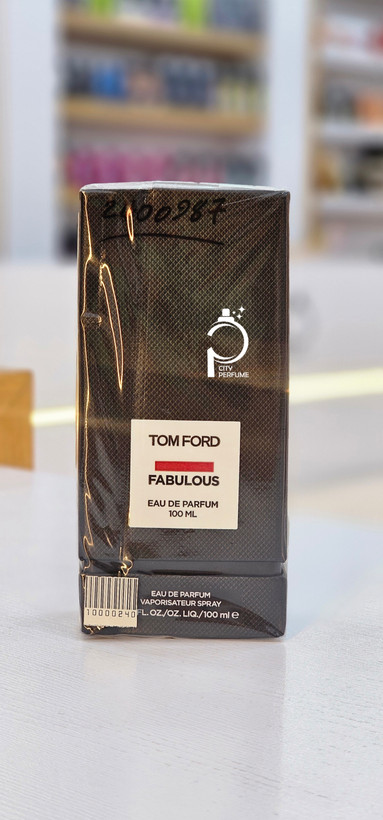 2600987
CITY
PERFUME
TOM FORD
FABULOUS
EAU DE PARFUM
100 ML
EAU DE PARFUM
VAPORISATEUR SPRAY
FL. OZ./OZ. LIQ./100 ml ℮
10000240